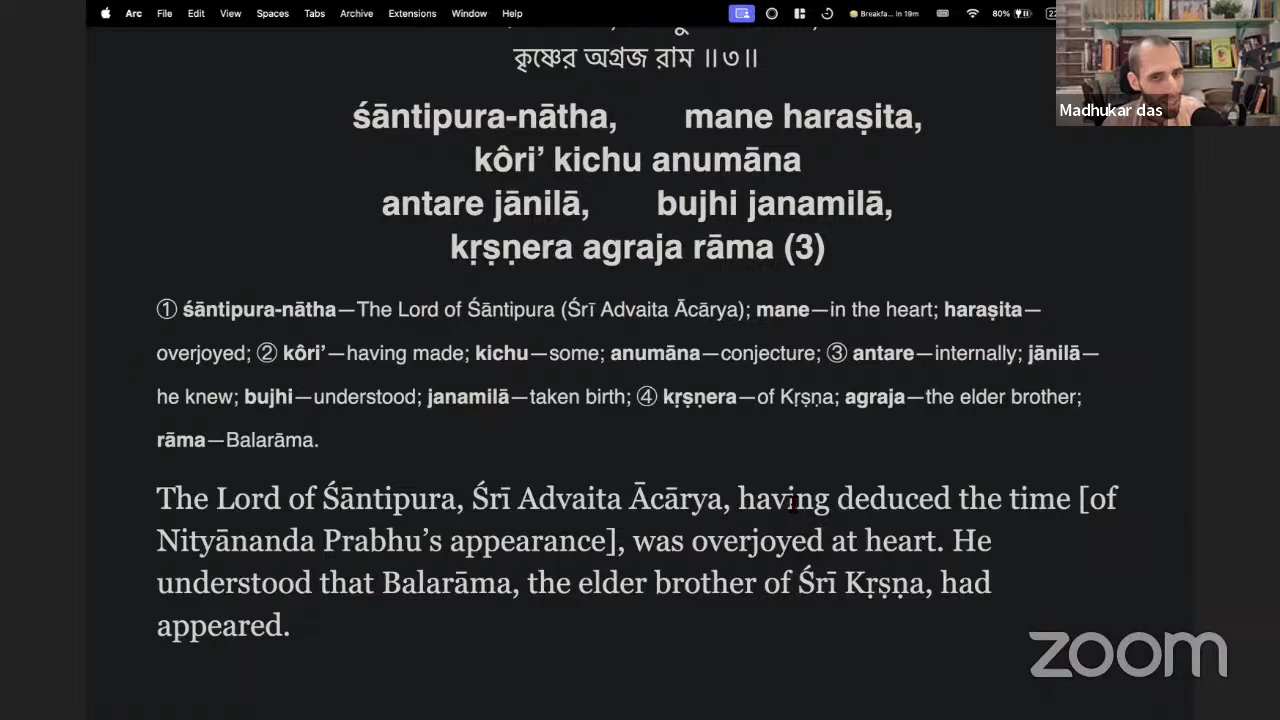 Arc File Edit View Spaces Tabs Archive Extensions Window Help Breakfa... in 19m 80%
কৃষ্ণের অগ্রজ রাম ॥৩॥
Madhukar das
śāntipura-nātha, mane haraṣita,
kôri’ kichu anumāna
antare jānilā, bujhi janamilā,
kṛṣṇera agraja rāma (3)
① śāntipura-nātha—The Lord of Śāntipura (Śrī Advaita Ācārya); mane—in the heart; haraṣita—
overjoyed; ② kôri’—having made; kichu—some; anumāna—conjecture; ③ antare—internally; jānilā—
he knew; bujhi—understood; janamilā—taken birth; ④ kṛṣṇera—of Kṛṣṇa; agraja—the elder brother;
rāma—Balarāma.
The Lord of Śāntipura, Śrī Advaita Ācārya, having deduced the time [of
Nityānanda Prabhu’s appearance], was overjoyed at heart. He
understood that Balarāma, the elder brother of Śrī Kṛṣṇa, had
appeared.
zoom